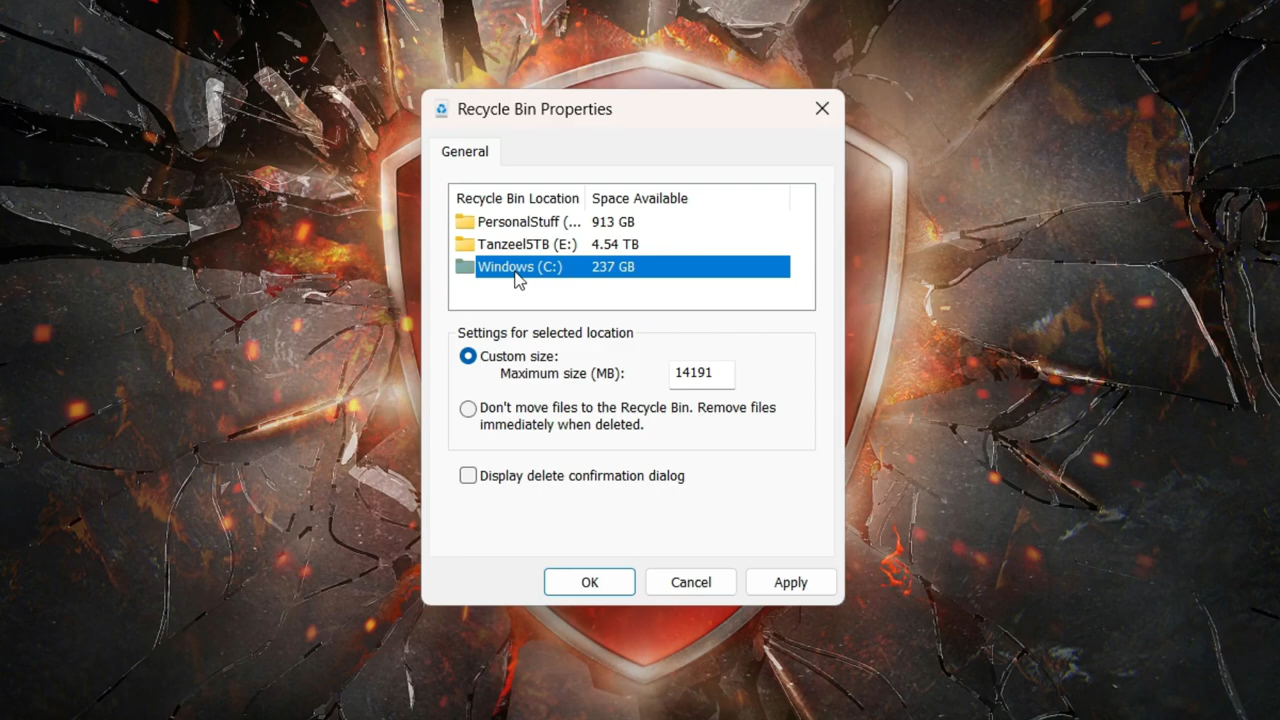 Recycle Bin Properties
General
Recycle Bin Location Space Available
PersonalStuff (... 913 GB
Tanzeel5TB (E:) 4.54 TB
Windows (C:) 237 GB
Settings for selected location
Custom size:
Maximum size (MB): 14191
Don't move files to the Recycle Bin. Remove files
immediately when deleted.
Display delete confirmation dialog
OK Cancel Apply